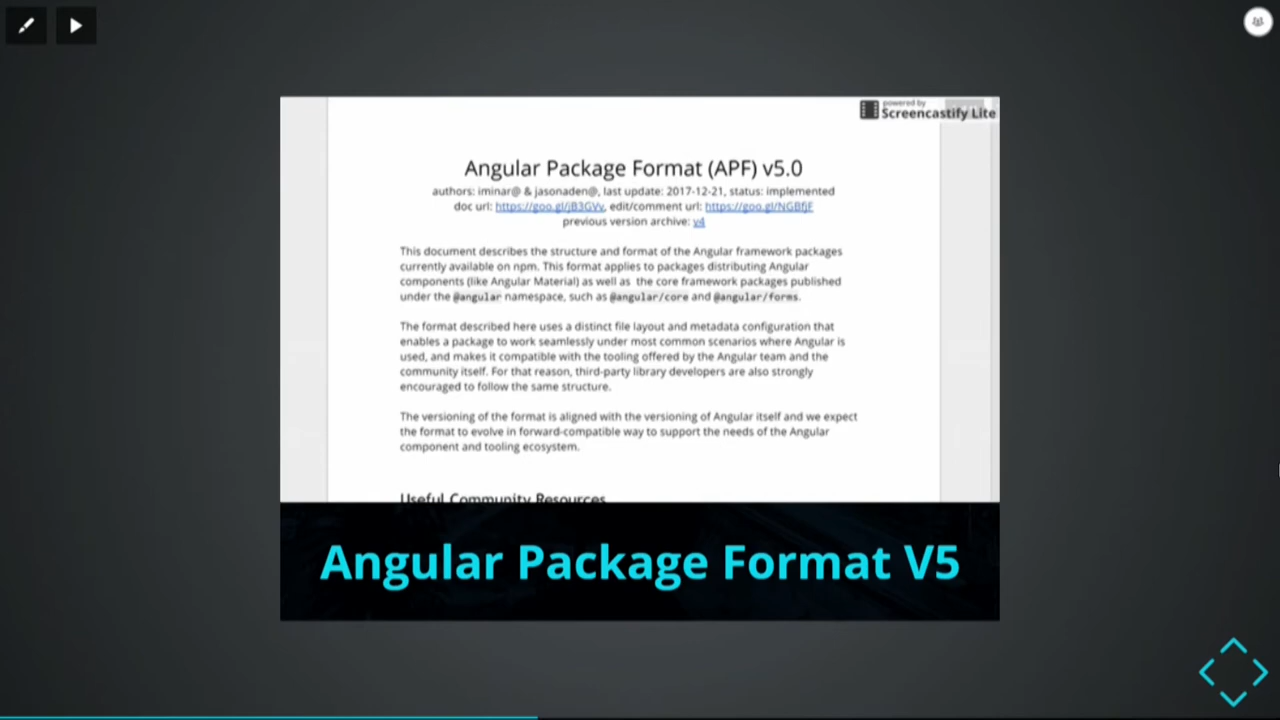 powered by
Screencastify Lite
Angular Package Format (APF) v5.0
authors: iminar@ & jasonaden@, last update: 2017-12-21, status: implemented
doc url: https://goo.gl/jB3GVv, edit/comment url: https://goo.gl/NGBfjE
previous version archive: v4
This document describes the structure and format of the Angular framework packages
currently available on npm. This format applies to packages distributing Angular
components (like Angular Material) as well as the core framework packages published
under the @angular namespace, such as @angular/core and @angular/forms.
The format described here uses a distinct file layout and metadata configuration that
enables a package to work seamlessly under most common scenarios where Angular is
used, and makes it compatible with the tooling offered by the Angular team and the
community itself. For that reason, third-party library developers are also strongly
encouraged to follow the same structure.
The versioning of the format is aligned with the versioning of Angular itself and we expect
the format to evolve in forward-compatible way to support the needs of the Angular
component and tooling ecosystem.
Useful Community Resources
Angular Package Format V5